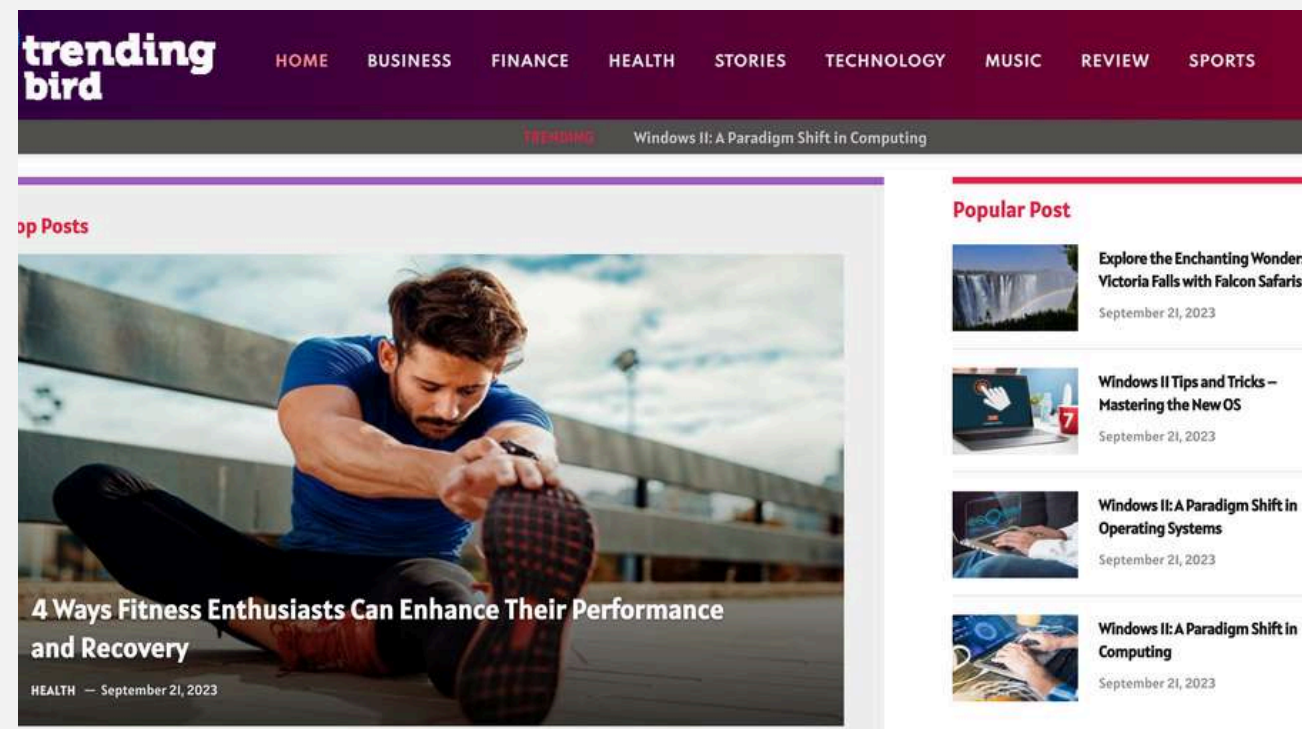 trending
bird
HOME BUSINESS FINANCE HEALTH STORIES TECHNOLOGY MUSIC REVIEW SPORTS
TRENDING Windows 11: A Paradigm Shift in Computing
op Posts
4 Ways Fitness Enthusiasts Can Enhance Their Performance
and Recovery
HEALTH — September 21, 2023
Popular Post
Explore the Enchanting Wonder
Victoria Falls with Falcon Safaris
September 21, 2023
Windows 11 Tips and Tricks –
Mastering the New OS
September 21, 2023
7
Windows 11: A Paradigm Shift in
Operating Systems
September 21, 2023
Windows 11: A Paradigm Shift in
Computing
September 21, 2023